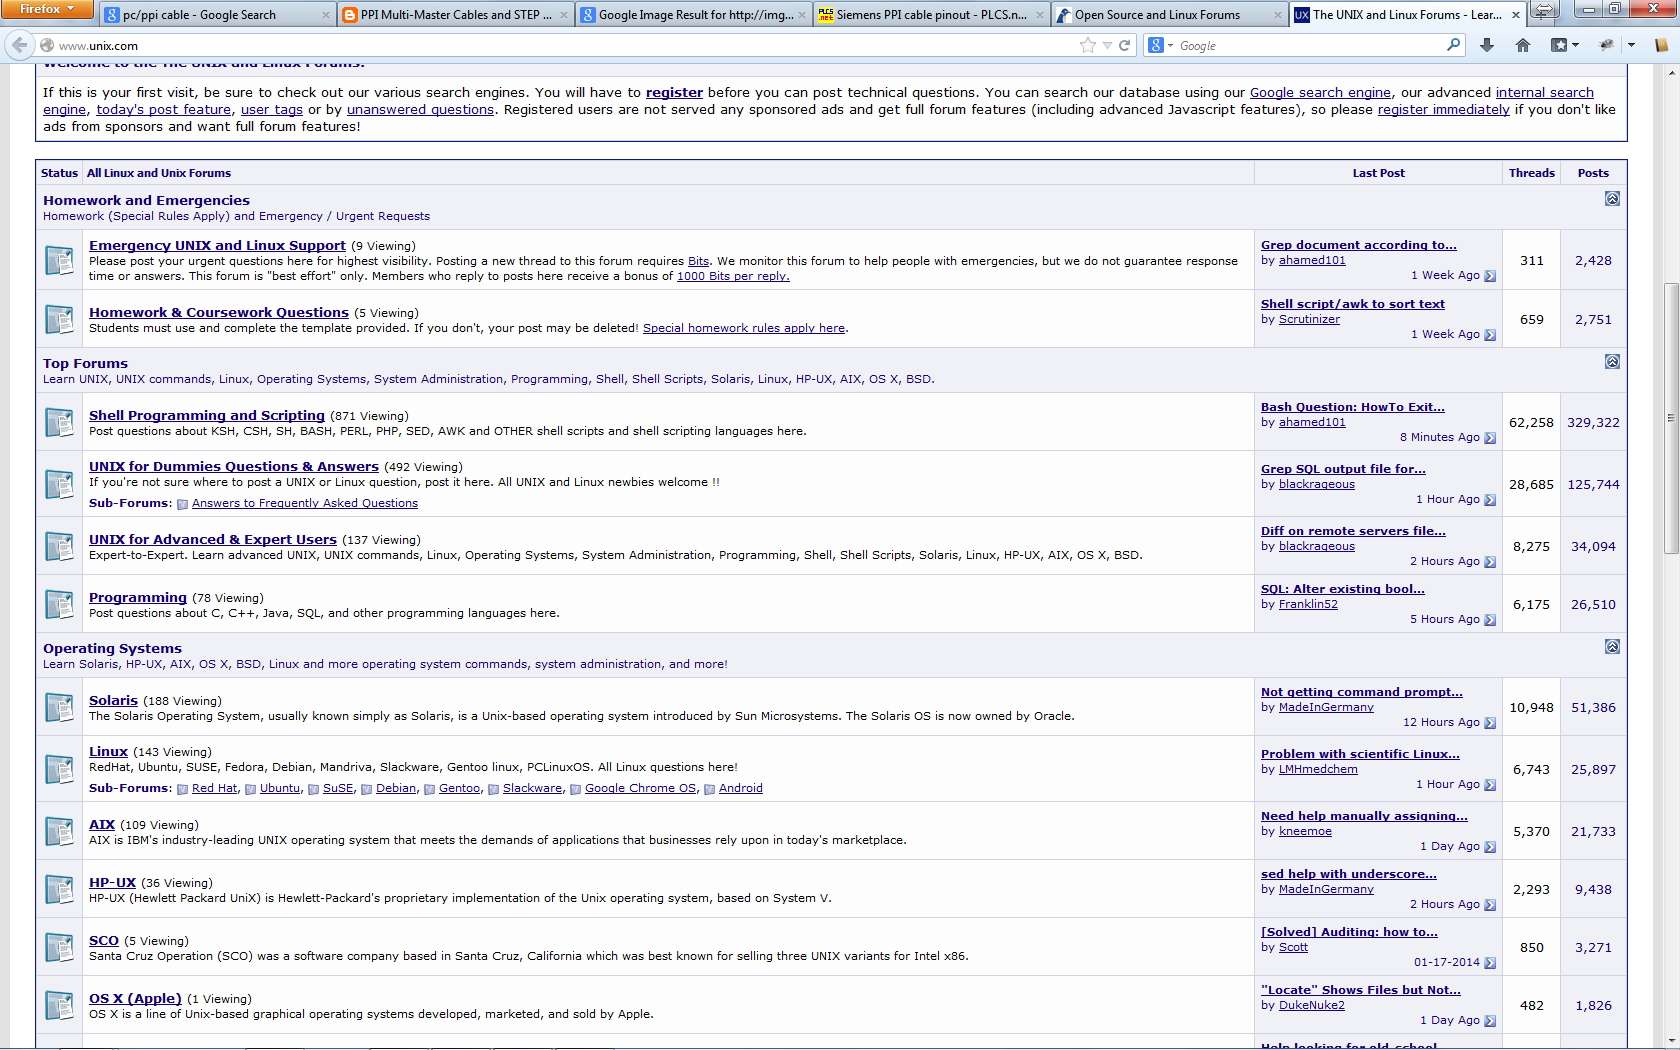 Firefox
pc/ppi cable - Google Search
PPI Multi-Master Cables and STEP ...
Google Image Result for http://img...
Siemens PPI cable pinout - PLCS.n...
Open Source and Linux Forums
The UNIX and Linux Forums - Lear...
www.unix.com
Google
Welcome to the The UNIX and Linux Forums.
If this is your first visit, be sure to check out our various search engines. You will have to register before you can post technical questions. You can search our database using our Google search engine, our advanced internal search
engine, today's post feature, user tags or by unanswered questions. Registered users are not served any sponsored ads and get full forum features (including advanced Javascript features), so please register immediately if you don't like
ads from sponsors and want full forum features!
Status All Linux and Unix Forums Last Post Threads Posts
Homework and Emergencies
Homework (Special Rules Apply) and Emergency / Urgent Requests
Emergency UNIX and Linux Support (9 Viewing)
Please post your urgent questions here for highest visibility. Posting a new thread to this forum requires Bits. We monitor this forum to help people with emergencies, but we do not guarantee response
time or answers. This forum is "best effort" only. Members who reply to posts here receive a bonus of 1000 Bits per reply.
Grep document according to...
by ahamed101
1 Week Ago
311
2,428
Homework & Coursework Questions (5 Viewing)
Students must use and complete the template provided. If you don't, your post may be deleted! Special homework rules apply here.
Shell script/awk to sort text
by Scrutinizer
1 Week Ago
659
2,751
Top Forums
Learn UNIX, UNIX commands, Linux, Operating Systems, System Administration, Programming, Shell, Shell Scripts, Solaris, Linux, HP-UX, AIX, OS X, BSD.
Shell Programming and Scripting (871 Viewing)
Post questions about KSH, CSH, SH, BASH, PERL, PHP, SED, AWK and OTHER shell scripts and shell scripting languages here.
Bash Question: HowTo Exit...
by ahamed101
8 Minutes Ago
62,258
329,322
UNIX for Dummies Questions & Answers (492 Viewing)
If you're not sure where to post a UNIX or Linux question, post it here. All UNIX and Linux newbies welcome !!
Sub-Forums: Answers to Frequently Asked Questions
Grep SQL output file for...
by blackrageous
1 Hour Ago
28,685
125,744
UNIX for Advanced & Expert Users (137 Viewing)
Expert-to-Expert. Learn advanced UNIX, UNIX commands, Linux, Operating Systems, System Administration, Programming, Shell, Shell Scripts, Solaris, Linux, HP-UX, AIX, OS X, BSD.
Diff on remote servers file...
by blackrageous
2 Hours Ago
8,275
34,094
Programming (78 Viewing)
Post questions about C, C++, Java, SQL, and other programming languages here.
SQL: Alter existing bool...
by Franklin52
5 Hours Ago
6,175
26,510
Operating Systems
Learn Solaris, HP-UX, AIX, OS X, BSD, Linux and more operating system commands, system administration, and more!
Solaris (188 Viewing)
The Solaris Operating System, usually known simply as Solaris, is a Unix-based operating system introduced by Sun Microsystems. The Solaris OS is now owned by Oracle.
Not getting command prompt...
by MadeInGermany
12 Hours Ago
10,948
51,386
Linux (143 Viewing)
RedHat, Ubuntu, SUSE, Fedora, Debian, Mandriva, Slackware, Gentoo linux, PCLinuxOS. All Linux questions here!
Sub-Forums: Red Hat, Ubuntu, SuSE, Debian, Gentoo, Slackware, Google Chrome OS, Android
Problem with scientific Linux...
by LMHmedchem
1 Hour Ago
6,743
25,897
AIX (109 Viewing)
AIX is IBM's industry-leading UNIX operating system that meets the demands of applications that businesses rely upon in today's marketplace.
Need help manually assigning...
by kneemoe
1 Day Ago
5,370
21,733
HP-UX (36 Viewing)
HP-UX (Hewlett Packard UniX) is Hewlett-Packard's proprietary implementation of the Unix operating system, based on System V.
sed help with underscore...
by MadeInGermany
2 Hours Ago
2,293
9,438
SCO (5 Viewing)
Santa Cruz Operation (SCO) was a software company based in Santa Cruz, California which was best known for selling three UNIX variants for Intel x86.
[Solved] Auditing: how to...
by Scott
01-17-2014
850
3,271
OS X (Apple) (1 Viewing)
OS X is a line of Unix-based graphical operating systems developed, marketed, and sold by Apple.
"Locate" Shows Files but Not...
by DukeNuke2
1 Day Ago
482
1,826
Help looking for old-school